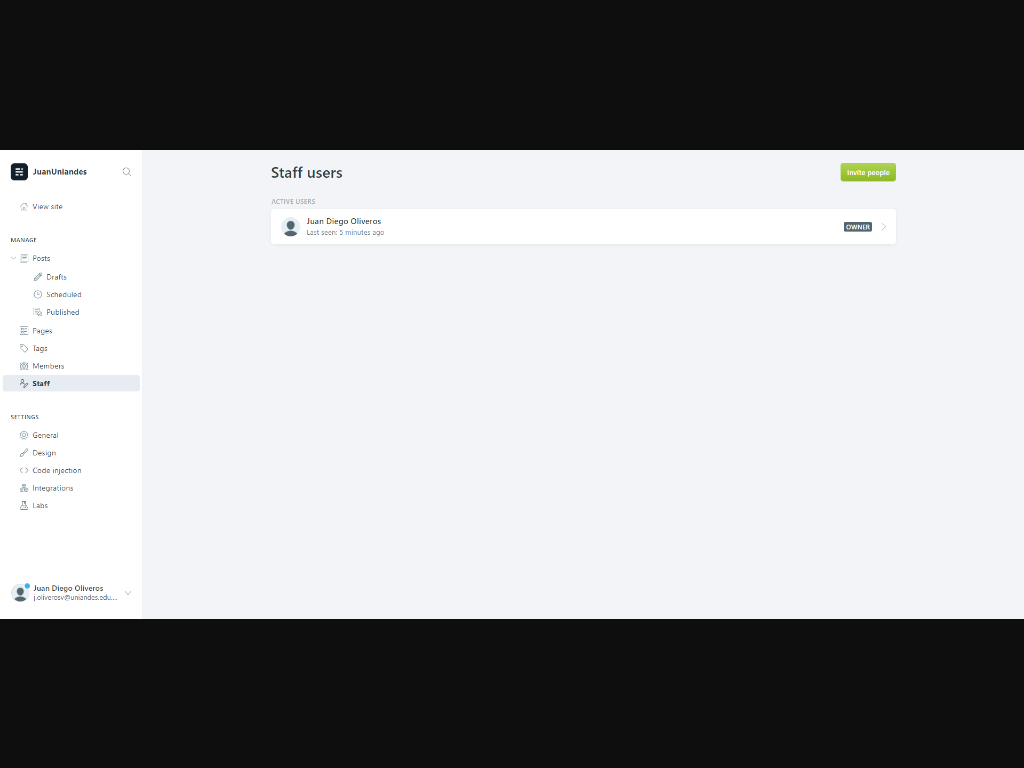 JuanUniandes
View site
MANAGE
Posts
Drafts
Scheduled
Published
Pages
Tags
Members
Staff
SETTINGS
General
Design
Code injection
Integrations
Labs
Juan Diego Oliveros
j.oliverosv@uniandes.edu....
Staff users
Invite people
ACTIVE USERS
Juan Diego Oliveros
Last seen: 5 minutes ago
OWNER